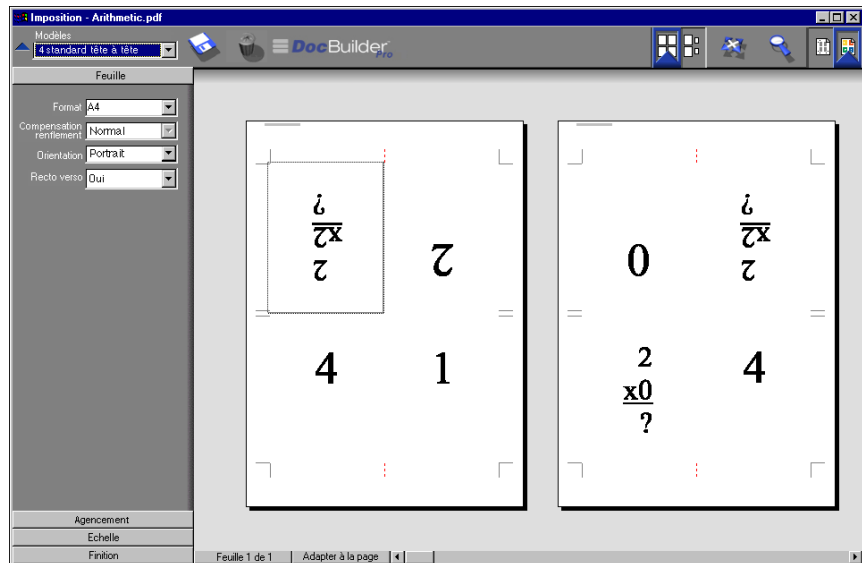 Imposition - Arithmetic.pdf
Modèles
4 standard tête à tête
DocBuilder Pro
Feuille
Format A4
Compensation renflement Normal
Orientation Portrait
Recto verso Oui
2
x2
?
2
4
1
0
2
x2
?
2
x0
?
4
Agencement
Echelle
Finition
Feuille 1 de 1
Adapter à la page